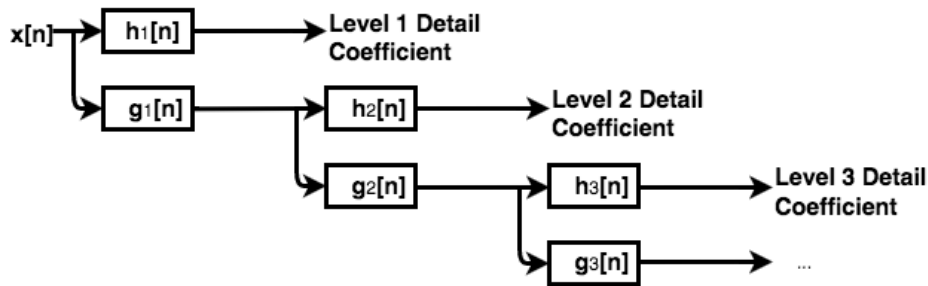 x[n]
h1[n]
Level 1 Detail
Coefficient
g1[n]
h2[n]
Level 2 Detail
Coefficient
g2[n]
h3[n]
Level 3 Detail
Coefficient
g3[n]
...